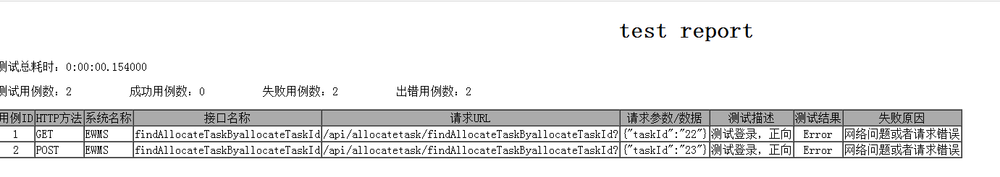 test report
测试总耗时：0:00:00.154000
测试用例数：2 成功用例数：0 失败用例数：2 出错用例数：2
用例ID HTTP方法 系统名称 接口名称 请求URL 请求参数/数据 测试描述 测试结果 失败原因
1 GET EWMS findAllocateTaskByallocateTaskId /api/allocatetask/findAllocateTaskByallocateTaskId? {"taskId":"22"} 测试登录，正向 Error 网络问题或者请求错误
2 POST EWMS findAllocateTaskByallocateTaskId /api/allocatetask/findAllocateTaskByallocateTaskId? {"taskId":"23"} 测试登录，正向 Error 网络问题或者请求错误